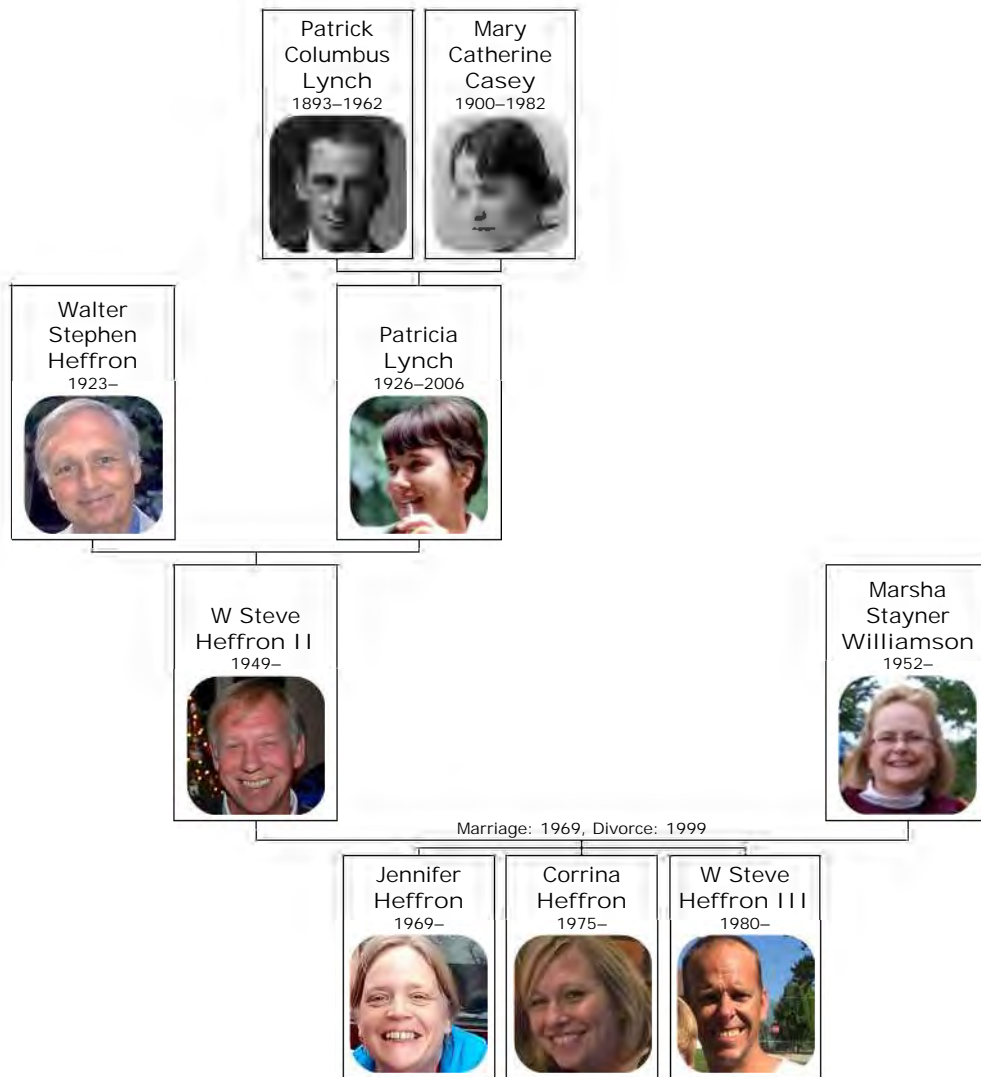 Patrick
Columbus
Lynch
1893–1962
Mary
Catherine
Casey
1900–1982
Walter
Stephen
Heffron
1923–
Patricia
Lynch
1926–2006
W Steve
Heffron II
1949–
Marsha
Stayner
Williamson
1952–
Marriage: 1969, Divorce: 1999
Jennifer
Heffron
1969–
Corrina
Heffron
1975–
W Steve
Heffron III
1980–